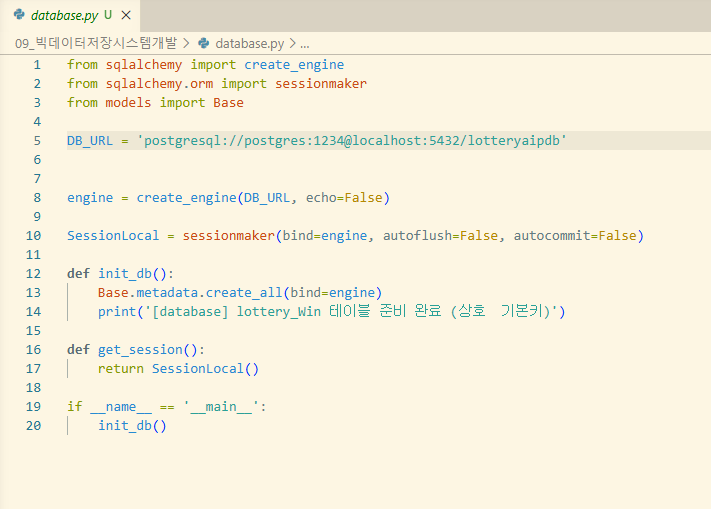 database.py U ×
09_빅데이터저장시스템개발 > database.py > ...
1 from sqlalchemy import create_engine
2 from sqlalchemy.orm import sessionmaker
3 from models import Base
4
5 DB_URL = 'postgresql://postgres:1234@localhost:5432/lotteryaipdb'
6
7
8 engine = create_engine(DB_URL, echo=False)
9
10 SessionLocal = sessionmaker(bind=engine, autoflush=False, autocommit=False)
11
12 def init_db():
13     Base.metadata.create_all(bind=engine)
14     print('[database] lottery_Win 테이블 준비 완료 (상호  기본키)')
15
16 def get_session():
17     return SessionLocal()
18
19 if __name__ == '__main__':
20     init_db()